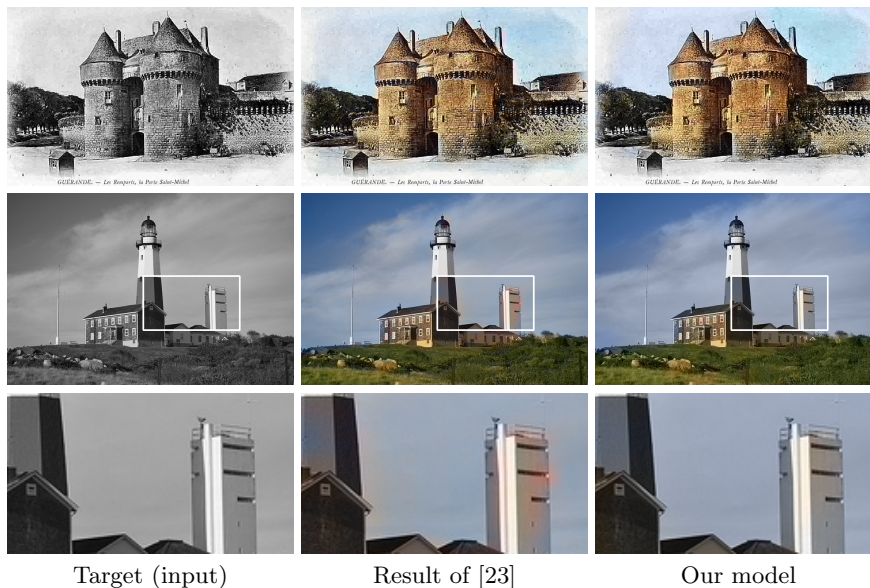 GUÉRANDE. — Les Remparts, la Porte Saint-Michel
GUÉRANDE. — Les Remparts, la Porte Saint-Michel
GUÉRANDE. — Les Remparts, la Porte Saint-Michel
Target (input)
Result of [23]
Our model